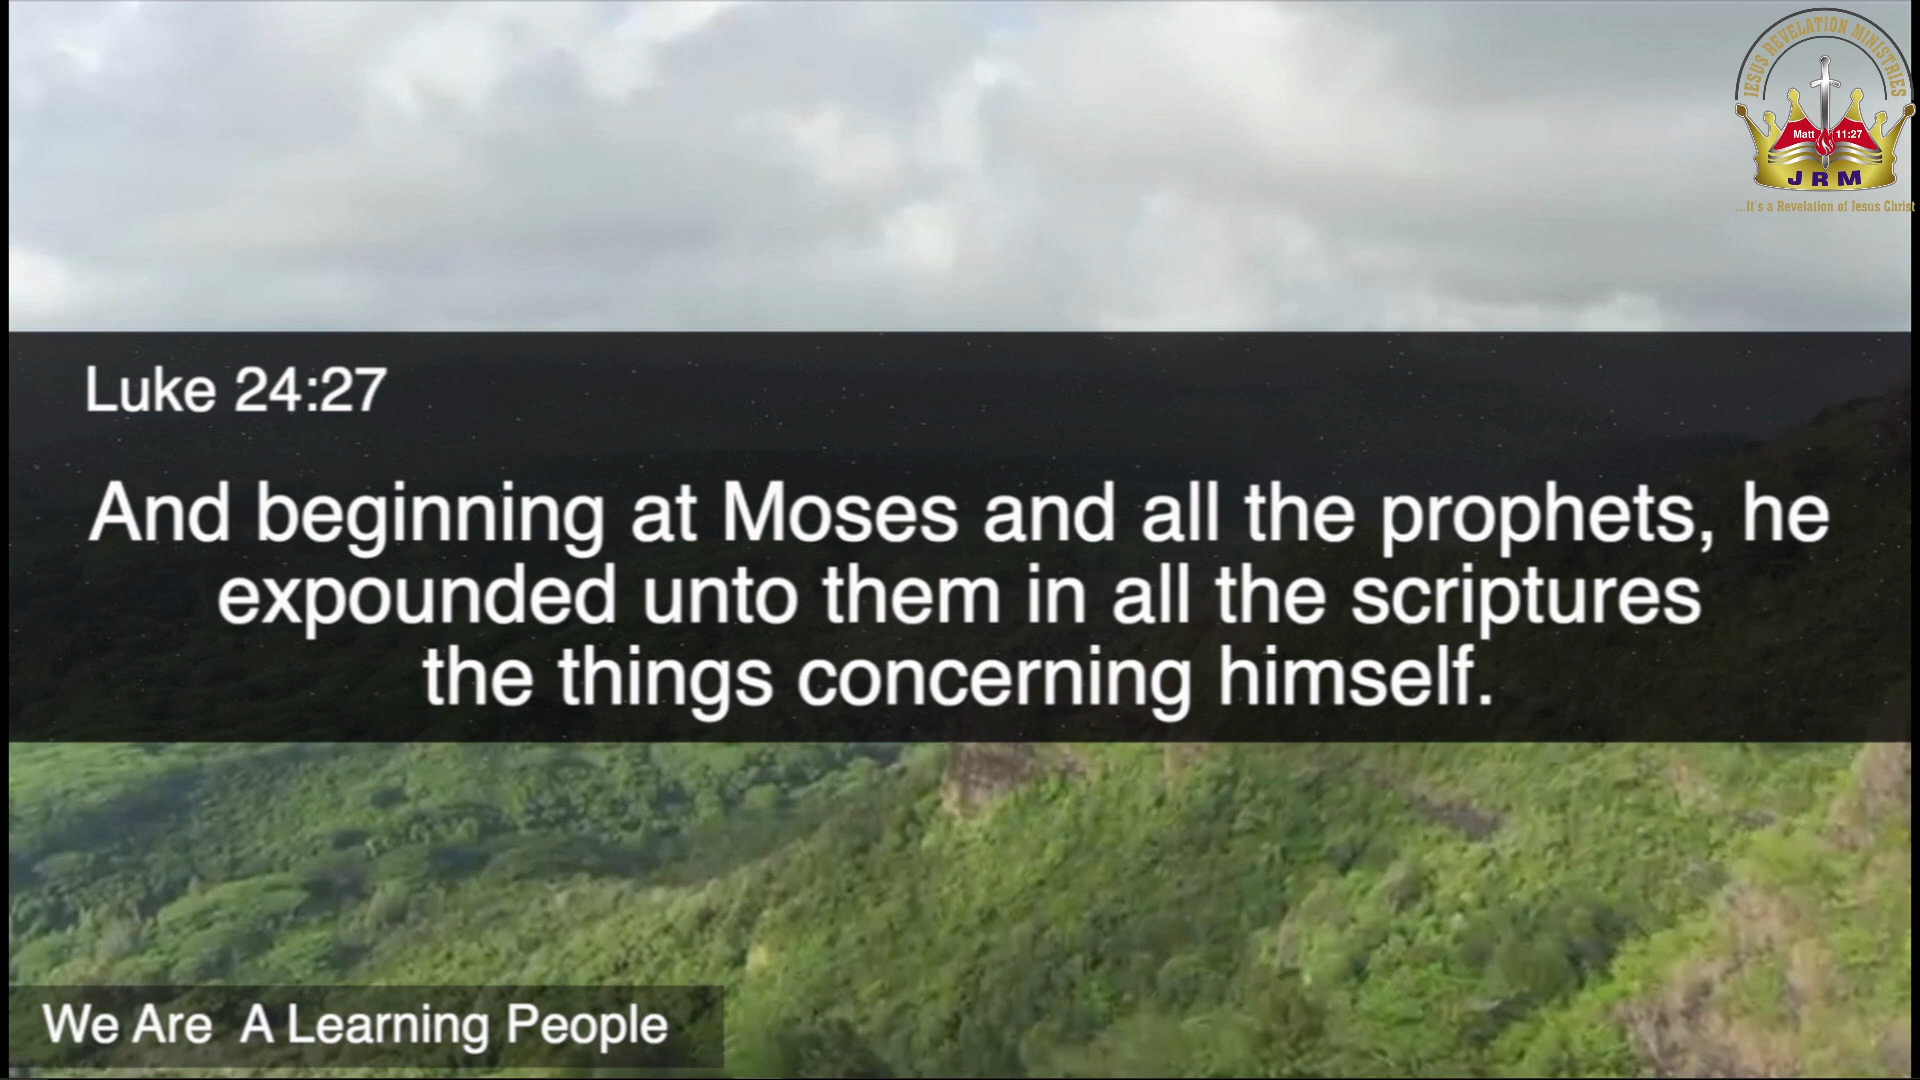 JESUS REVELATION MINISTRIES
Matt 11:27
JRM
...It's a Revelation of Jesus Christ
Luke 24:27
And beginning at Moses and all the prophets, he
expounded unto them in all the scriptures
the things concerning himself.
We Are A Learning People